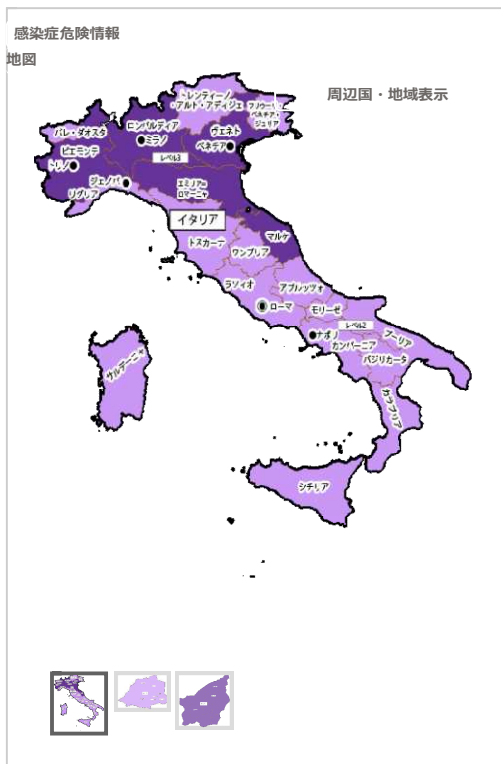 感染症危険情報
地図
周辺国・地域表示
トレンティーノ
・アルト・アディジェ
フリウーリ・
ベネチア・
ジュリア
バレ・ダオスタ
ロンバルディア
ミラノ
ヴェネト
ベネチア
ピエモンテ
トリノ
レベル3
ジェノバ
リグリア
エミリア=
ロマーニャ
イタリア
マルケ
トスカーナ
ウンブリア
ラツィオ
アブルッツォ
ローマ
モリーゼ
レベル2
ナポリ
カンパーニア
プーリア
バジリカータ
サルデーニャ
カラブリア
シチリア